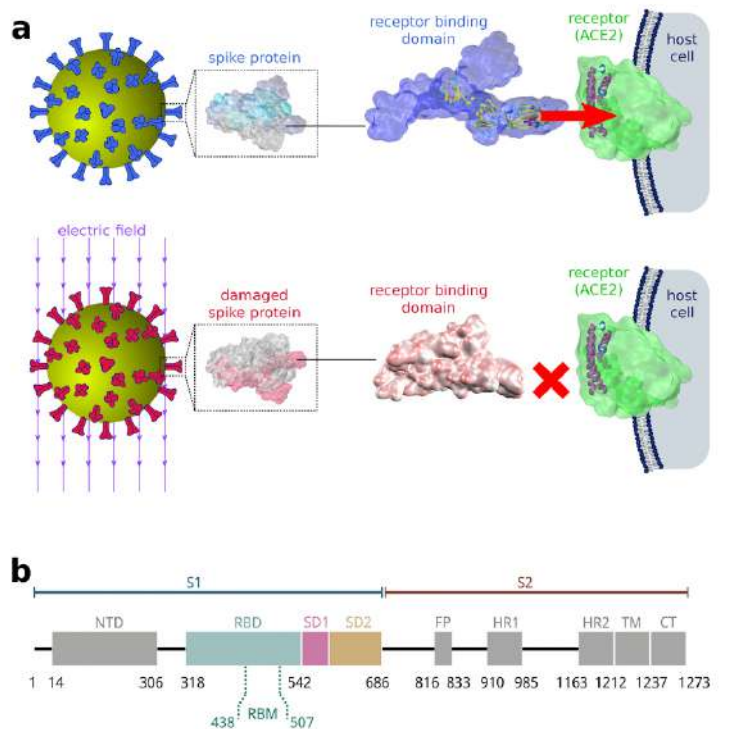 a
spike protein
receptor binding
domain
receptor
(ACE2)
host
cell
electric field
damaged
spike protein
receptor binding
domain
receptor
(ACE2)
host
cell
b
S1 S2
NTD RBD SD1 SD2 FP HR1 HR2 TM CT
1 14 306 318 542 686 816 833 910 985 1163 1212 1237 1273
438 RBM 507